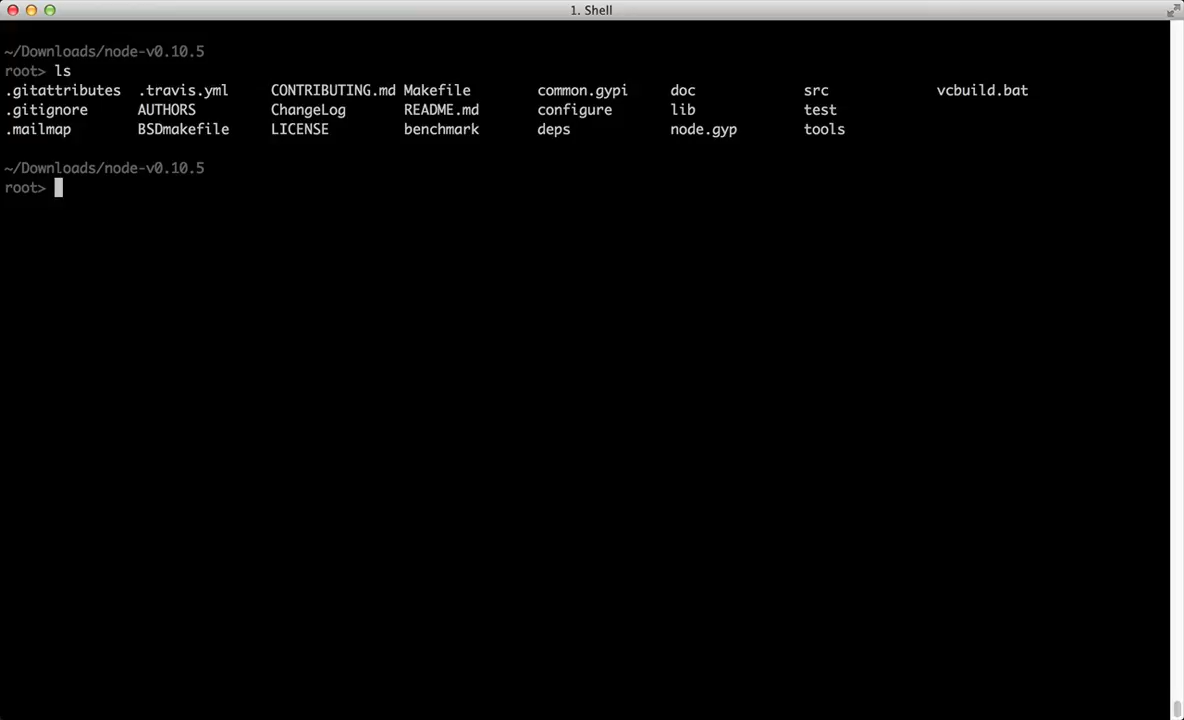 1. Shell
~/Downloads/node-v0.10.5
root> ls
.gitattributes .travis.yml CONTRIBUTING.md Makefile common.gypi doc src vcbuild.bat
.gitignore AUTHORS ChangeLog README.md configure lib test
.mailmap BSDmakefile LICENSE benchmark deps node.gyp tools
~/Downloads/node-v0.10.5
root>